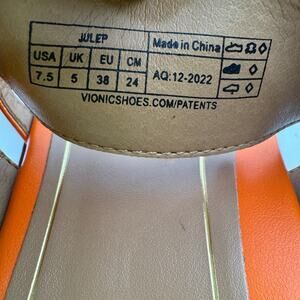 JULEP
USA UK EU CM
7.5 5 38 24
Made in China
AQ:12-2022
VIONICSHOES.COM/PATENTS